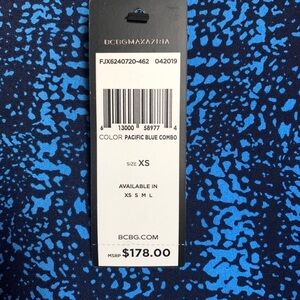 BCBGMAXAZRIA
FJX6240720-462 042019
6 13000 58977 4
COLOR PACIFIC BLUE COMBO
SIZE XS
AVAILABLE IN
XS S M L
BCBG.COM
MSRP $178.00